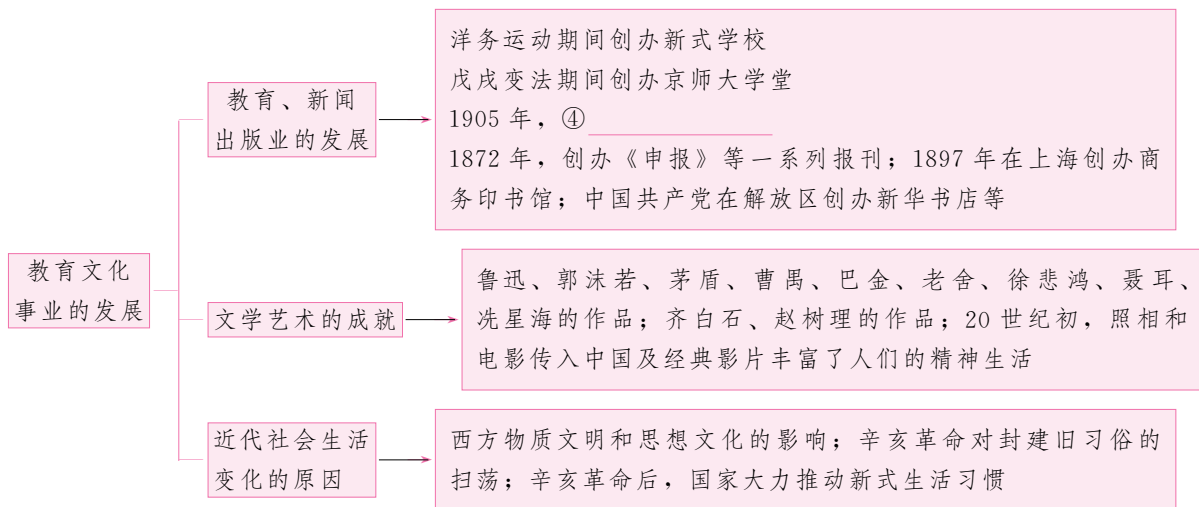 教育文化
事业的发展
教育、新闻
出版业的发展
洋务运动期间创办新式学校
戊戌变法期间创办京师大学堂
1905 年，④
1872 年，创办《申报》等一系列报刊；1897 年在上海创办商
务印书馆；中国共产党在解放区创办新华书店等
文学艺术的成就
鲁迅、郭沫若、茅盾、曹禺、巴金、老舍、徐悲鸿、聂耳、
冼星海的作品；齐白石、赵树理的作品；20 世纪初，照相和
电影传入中国及经典影片丰富了人们的精神生活
近代社会生活
变化的原因
西方物质文明和思想文化的影响；辛亥革命对封建旧习俗的
扫荡；辛亥革命后，国家大力推动新式生活习惯